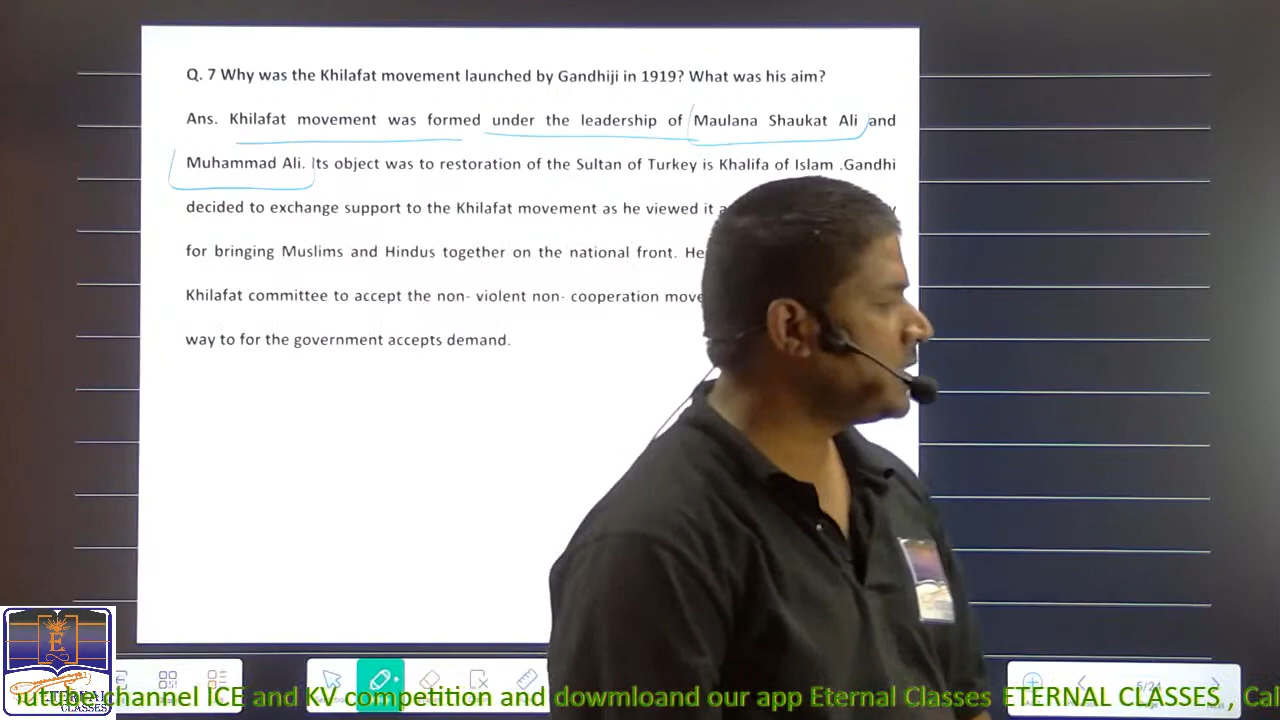 Q. 7 Why was the Khilafat movement launched by Gandhiji in 1919? What was his aim?
Ans. Khilafat movement was formed under the leadership of Maulana Shaukat Ali and
Muhammad Ali. Its object was to restoration of the Sultan of Turkey is Khalifa of Islam .Gandhi
decided to exchange support to the Khilafat movement as he viewed it
for bringing Muslims and Hindus together on the national front. He
Khilafat committee to accept the non- violent non- cooperation
way to for the government accepts demand.
5/24
E
ETERNAL
CLASSES
channel ICE and KV competition and dowmloand our app Eternal Classes ETERNAL CLASSES ,